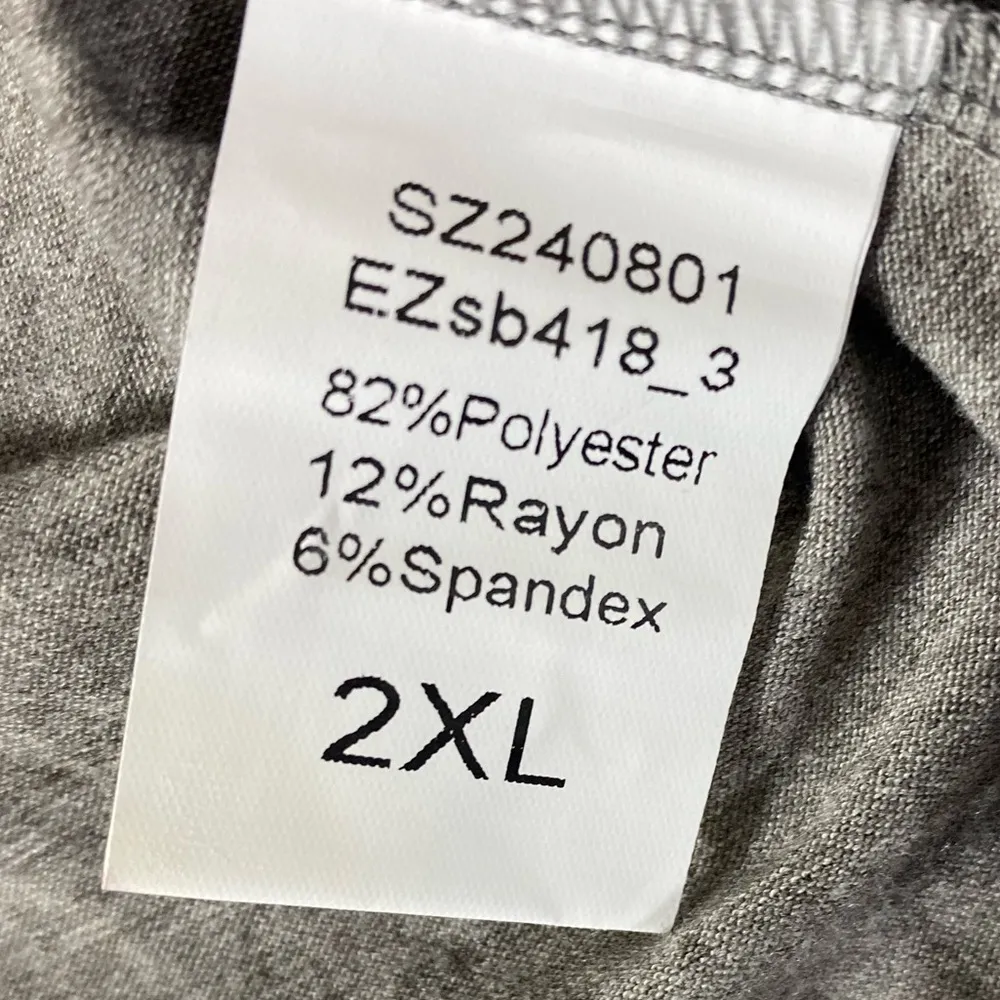 SZ240801
EZsb418_3
82%Polyester
12%Rayon
6%Spandex
2XL